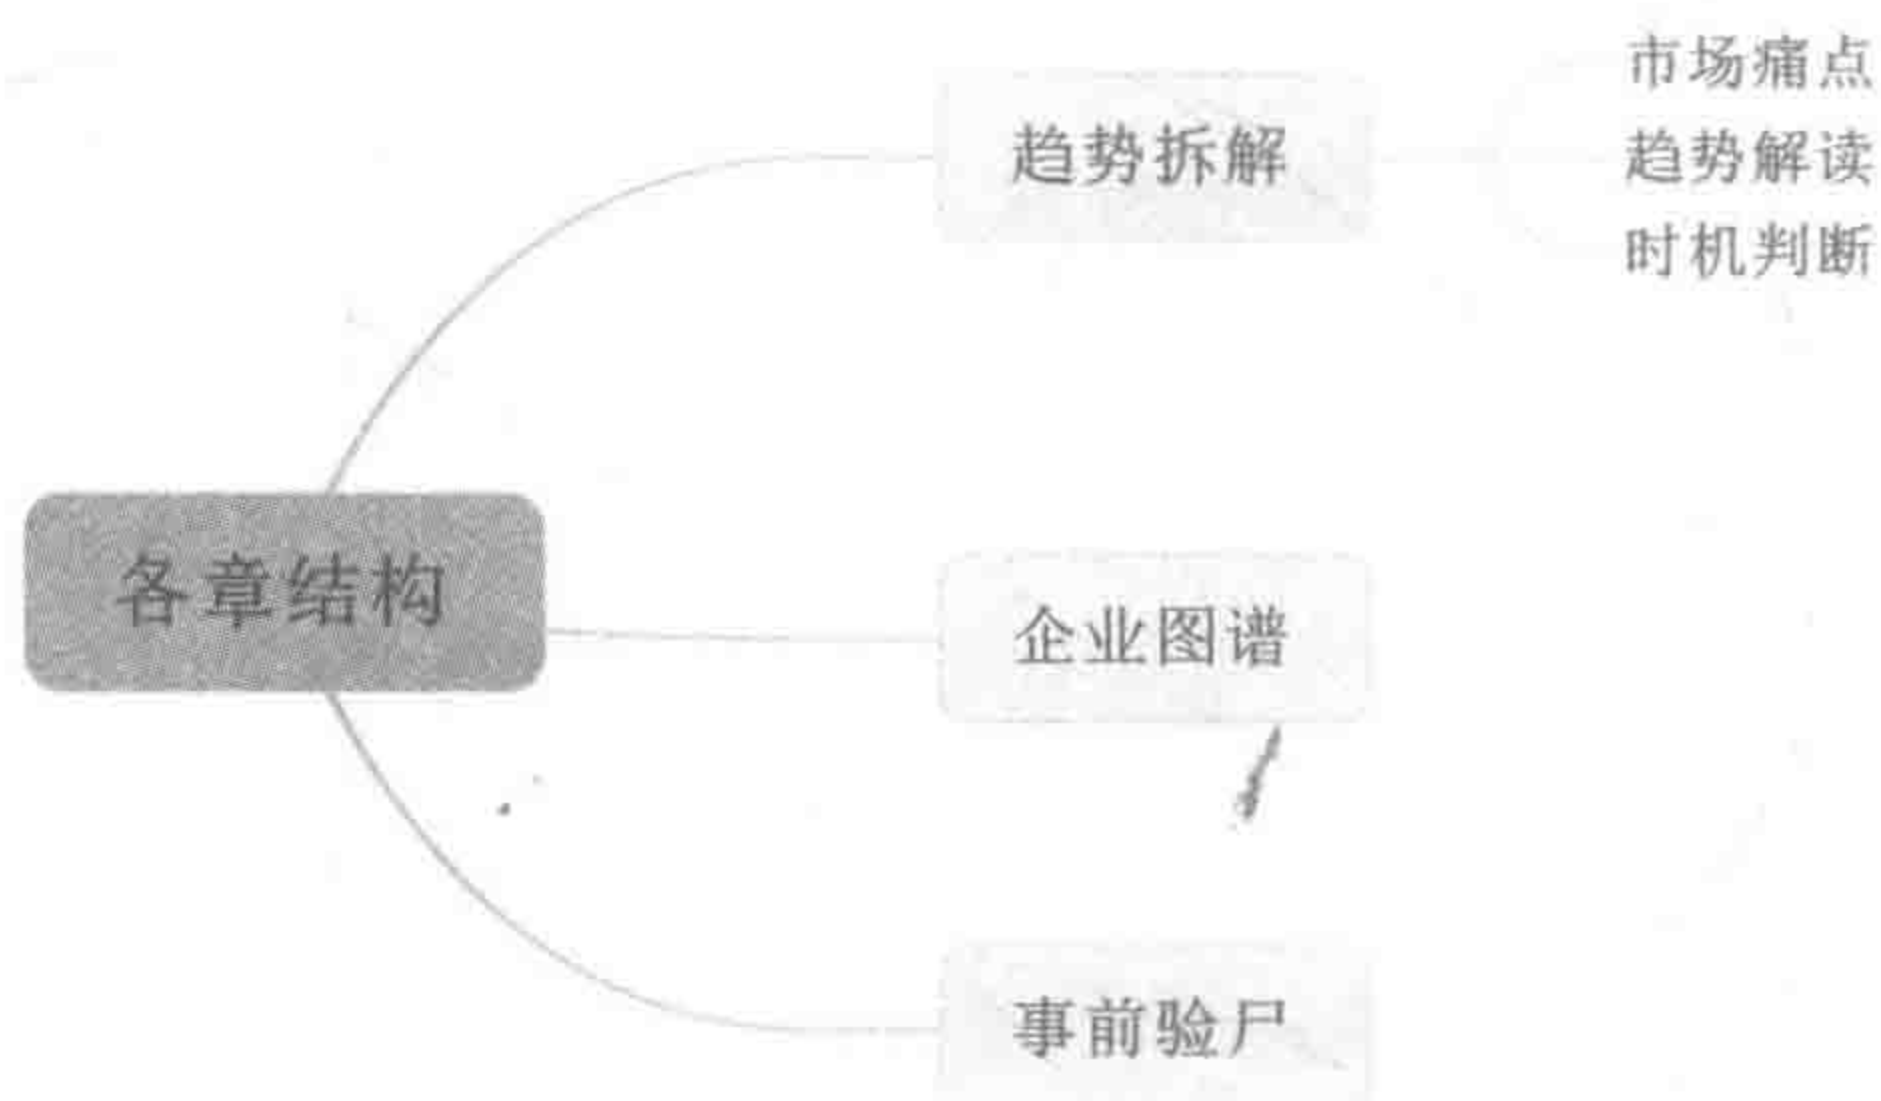 市场痛点
趋势拆解
趋势解读
时机判断
各章结构
企业图谱
事前验尸